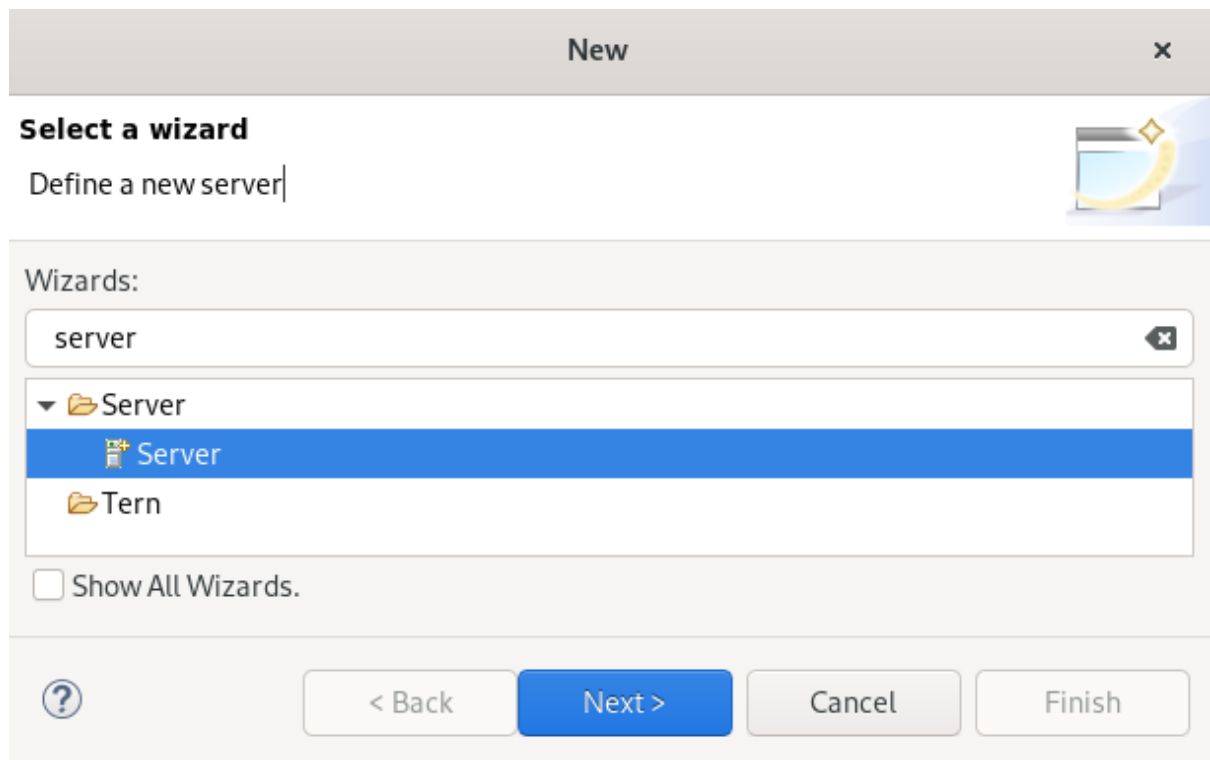 New
Select a wizard
Define a new server
Wizards:
server
Server
Server
Tern
Show All Wizards.
? < Back Next > Cancel Finish